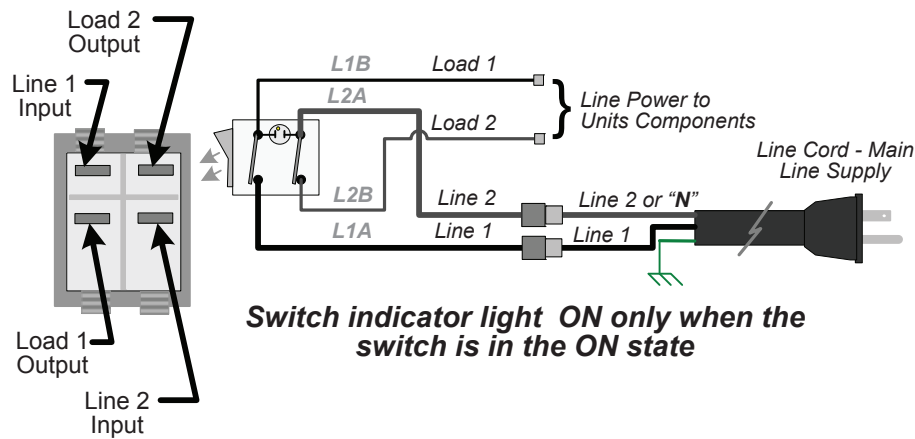 Load 2
Output
Line 1
Input
Load 1
Output
Line 2
Input
L1B
Load 1
L2A
Load 2
L2B
Line 2
L1A
Line 1
Line Power to
Units Components
Line 2 or “N”
Line 1
Line Cord - Main
Line Supply
Switch indicator light ON only when the
switch is in the ON state